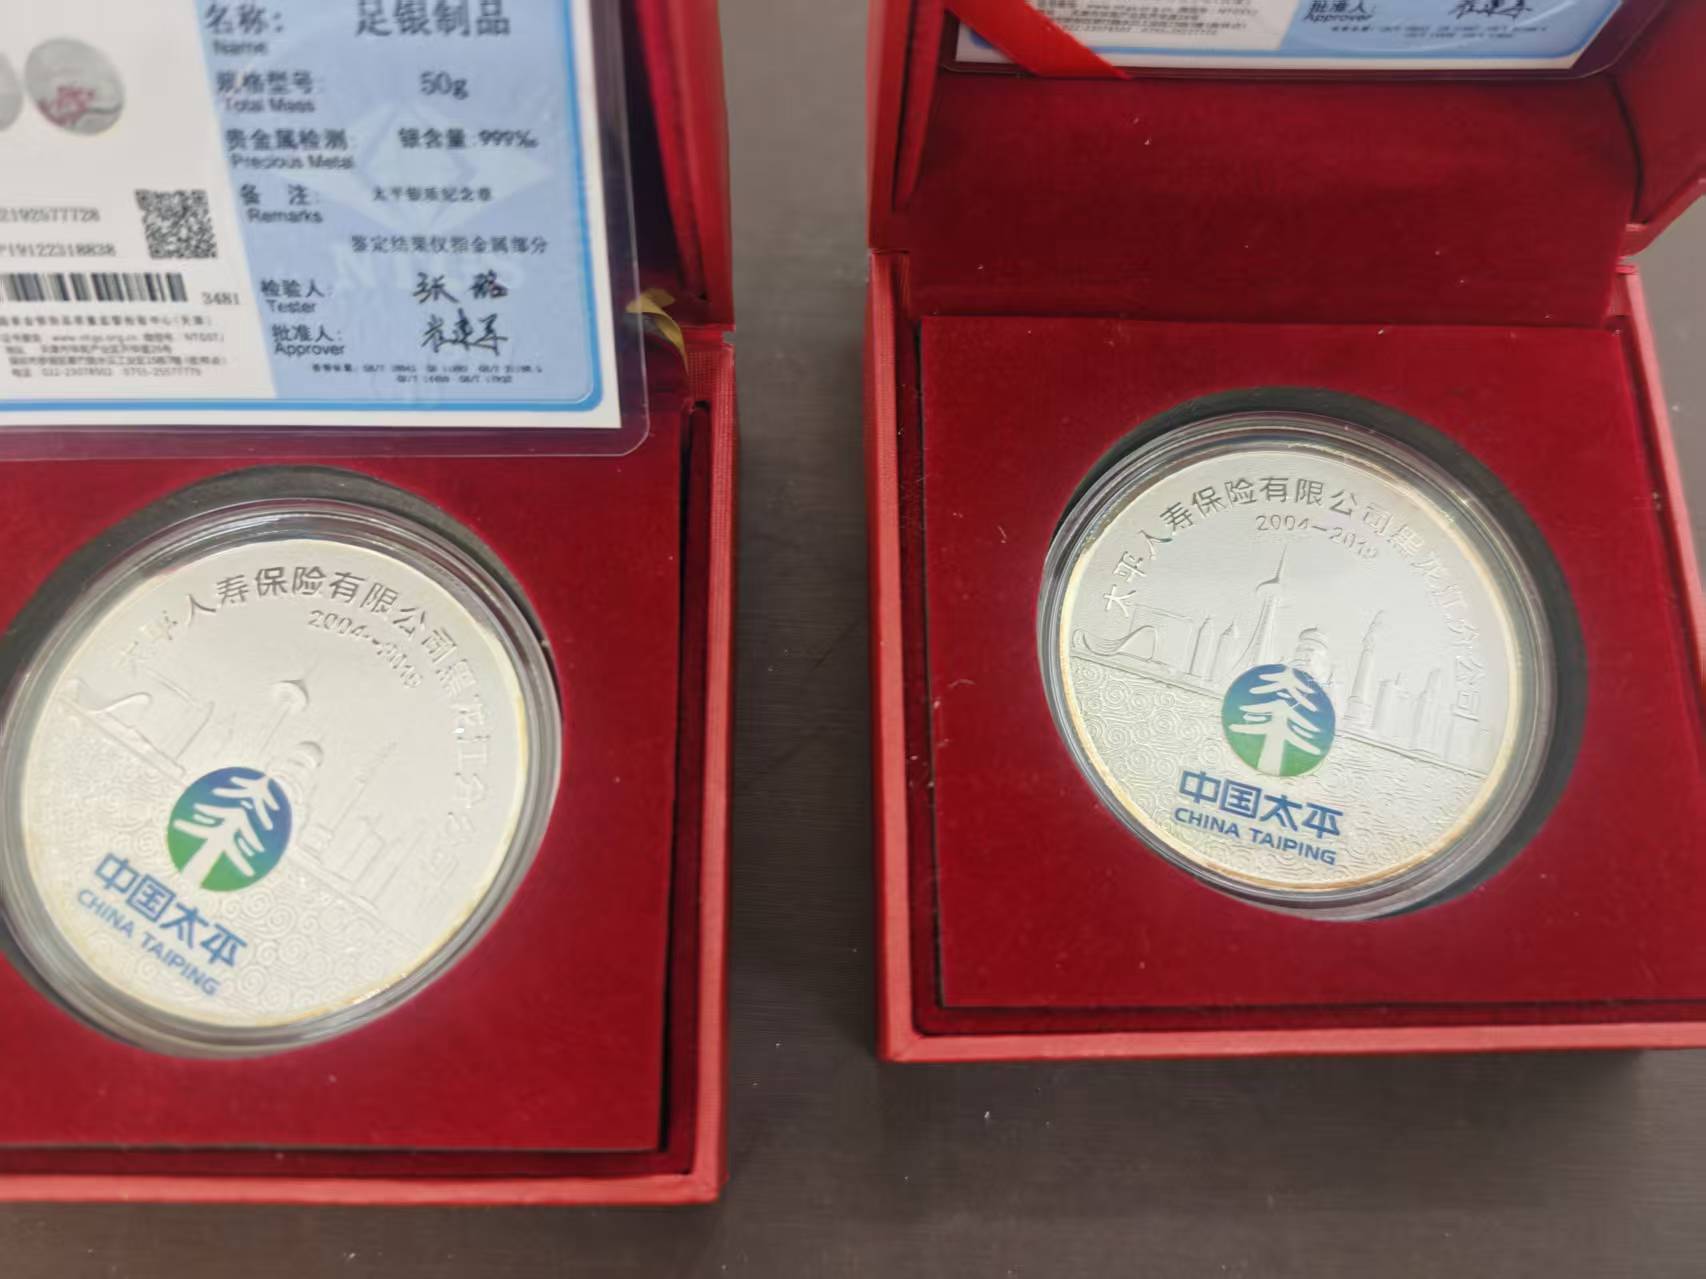 名称： 足银制品
Name
规格型号： 50g
Total Mass
贵金属检测： 银含量:999‰
Precious Metal
备 注： 太平银质纪念章
Remarks
鉴定结果仅指金属部分
检验人：
Tester
批准人：
Approver
2192577728
19122318838
3481
太平人寿保险有限公司黑龙江分公司
2004-2019
中国太平
CHINA TAIPING
批准人：
Approver
太平人寿保险有限公司黑龙江分公司
2004-2019
中国太平
CHINA TAIPING